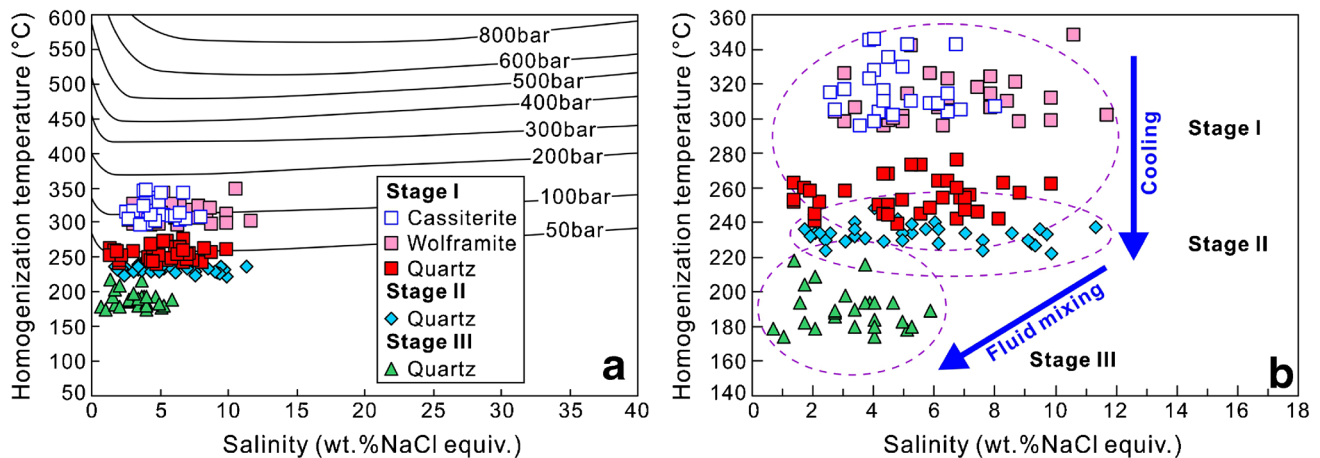 Homogenization temperature (°C)
600
550
500
450
400
350
300
250
200
150
100
50
0
5
10
15
20
25
30
35
40
Salinity (wt.%NaCl equiv.)
800bar
600bar
500bar
400bar
300bar
200bar
100bar
50bar
Stage I
Cassiterite
Wolframite
Quartz
Stage II
Quartz
Stage III
Quartz
a
Homogenization temperature (°C)
360
340
300
260
220
200
180
160
140
0
2
4
6
8
10
12
14
16
18
Salinity (wt.%NaCl equiv.)
Cooling
Fluid mixing
Stage I
Stage II
Stage III
b